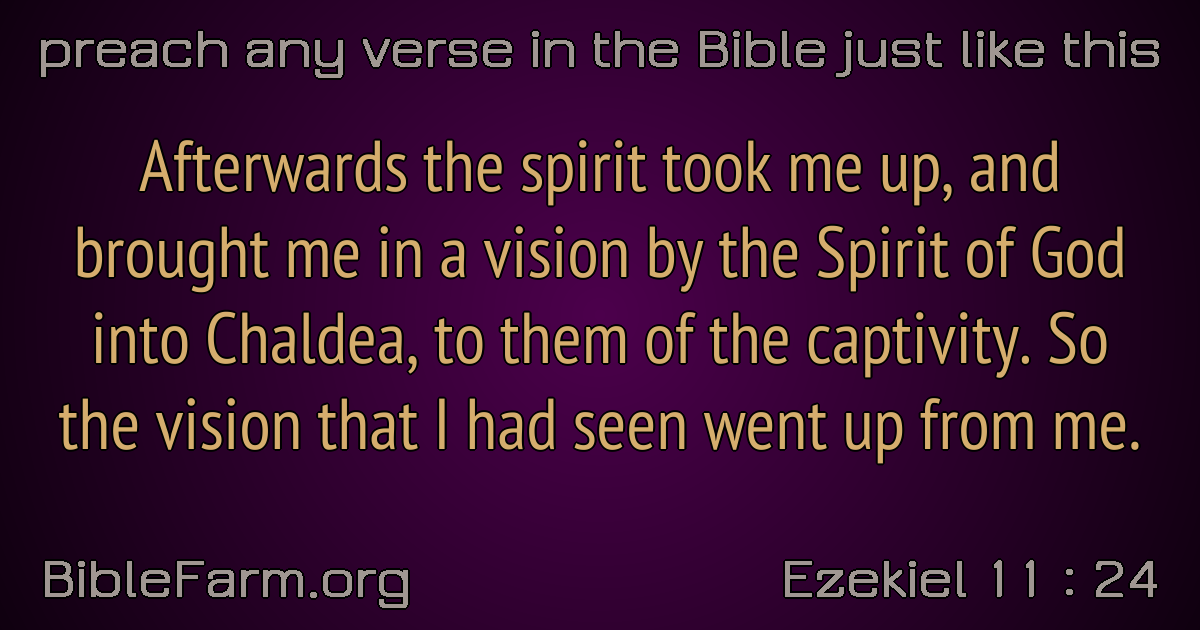 preach any verse in the Bible just like this
Afterwards the spirit took me up, and
brought me in a vision by the Spirit of God
into Chaldea, to them of the captivity. So
the vision that I had seen went up from me.
BibleFarm.org
Ezekiel 11 : 24